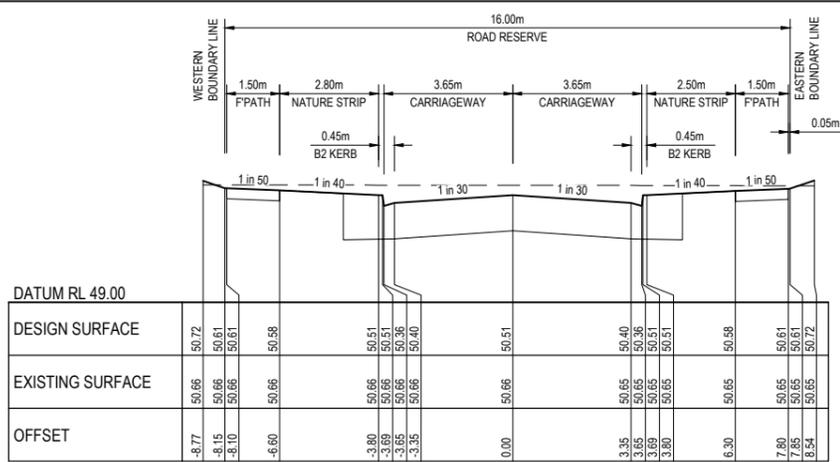 16.00m
ROAD RESERVE
WESTERN
BOUNDARY LINE
EASTERN
BOUNDARY LINE
1.50m 2.80m 3.65m 3.65m 2.50m 1.50m
F'PATH NATURE STRIP CARRIAGEWAY CARRIAGEWAY NATURE STRIP F'PATH
0.05m
0.45m 0.45m
B2 KERB B2 KERB
1 in 50 1 in 40 1 in 30 1 in 30 1 in 40 1 in 50
DATUM RL 49.00
DESIGN SURFACE 50.72 50.61 50.61 50.58 50.51 50.51 50.36 50.40 50.51 50.40 50.36 50.51 50.51 50.58 50.61 50.61 50.72
EXISTING SURFACE 50.66 50.66 50.66 50.66 50.66 50.66 50.66 50.66 50.66 50.65 50.65 50.65 50.65 50.65 50.65 50.65 50.65
OFFSET -8.77 -8.15 -8.10 -6.60 -3.80 -3.69 -3.65 -3.35 0.00 3.35 3.65 3.69 3.80 6.30 7.80 7.85 8.54